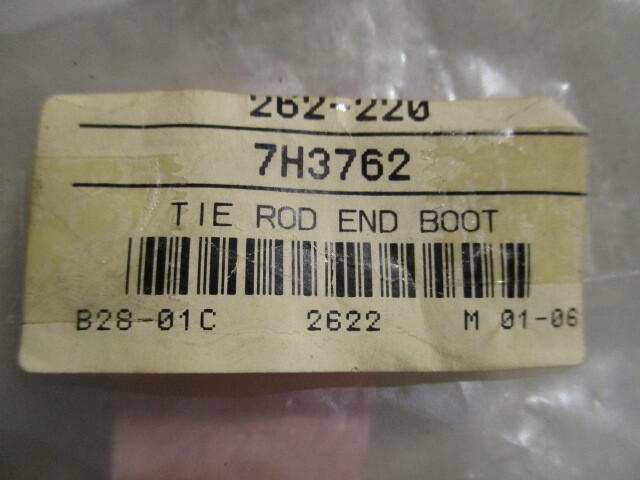 262-220
7H3762
TIE ROD END BOOT
B28-01C 2622 M 01-06